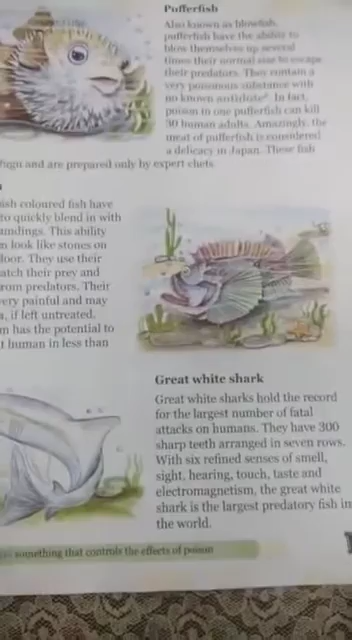 Pufferfish
Also known as blowfish,
pufferfish have the ability to
blow themselves up several
times their normal size to escape
their predators. They contain a
very poisonous substance with
no known antidote. In fact,
poison in one pufferfish can kill
30 human adults. Amazingly, the
meat of pufferfish is considered
a delicacy in Japan. These fish
fugu and are prepared only by expert chefs
ish coloured fish have
to quickly blend in with
This ability
look like stones on
They use their
atch their prey and
rom predators. Their
ery painful and may
if left untreated.
m has the potential to
t human in less than
Great white shark
Great white sharks hold the record
for the largest number of fatal
attacks on humans. They have 300
sharp teeth arranged in seven rows.
With six refined senses of smell,
sight, hearing, touch, taste and
electromagnetism, the great white
shark is the largest predatory fish in
the world.
something that controls the effects of poison